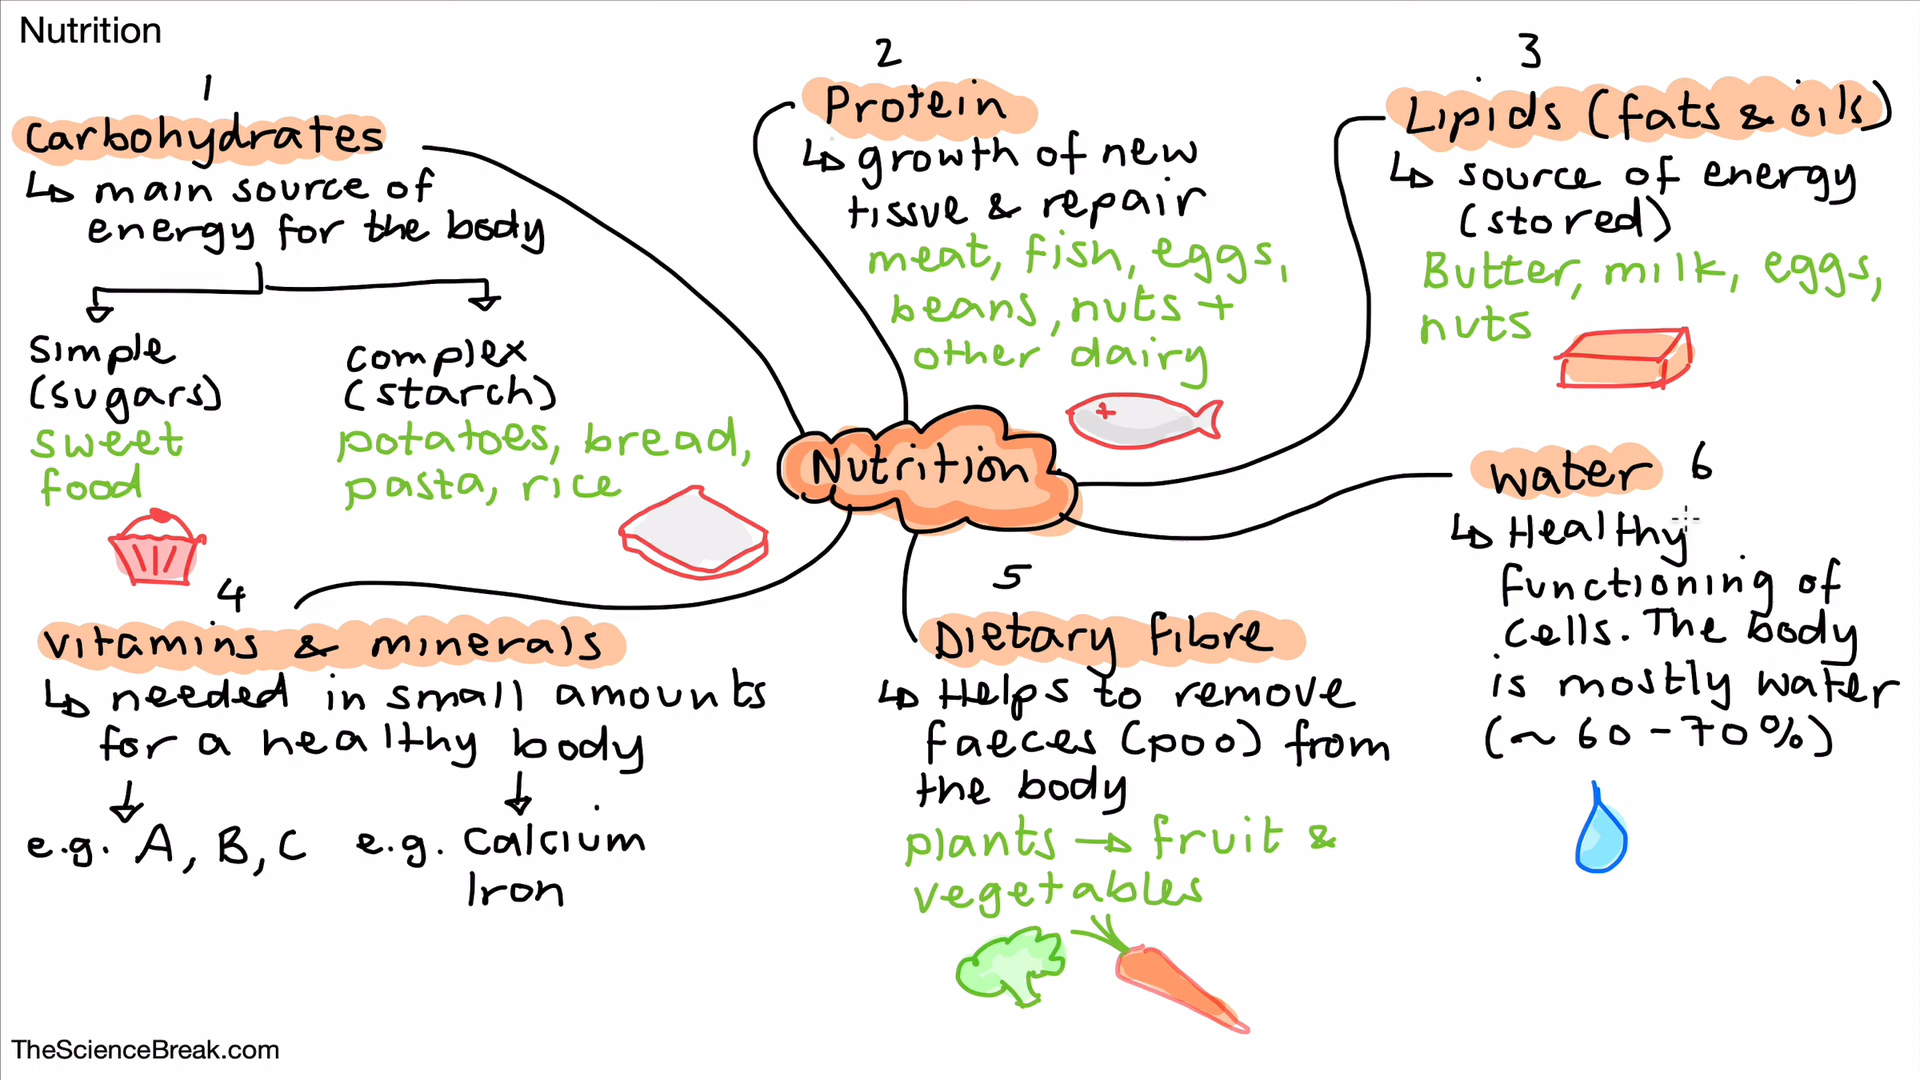 Nutrition
1
Carbohydrates
main source of
energy for the body
Simple
(sugars)
sweet
food
complex
(starch)
potatoes, bread,
pasta, rice
2
Protein
growth of new
tissue & repair
meat, fish, eggs,
beans, nuts +
other dairy
3
Lipids (fats & oils)
source of energy
(stored)
Butter, milk, eggs,
nuts
Nutrition
4
vitamins & minerals
needed in small amounts
for a healthy body
e.g. A, B, C
e.g. Calcium
Iron
5
Dietary fibre
Helps to remove
faeces (poo) from
the body
plants → fruit &
vegetables
water 6
Healthy
functioning of
cells. The body
is mostly water
(~ 60 - 70%)
TheScienceBreak.com